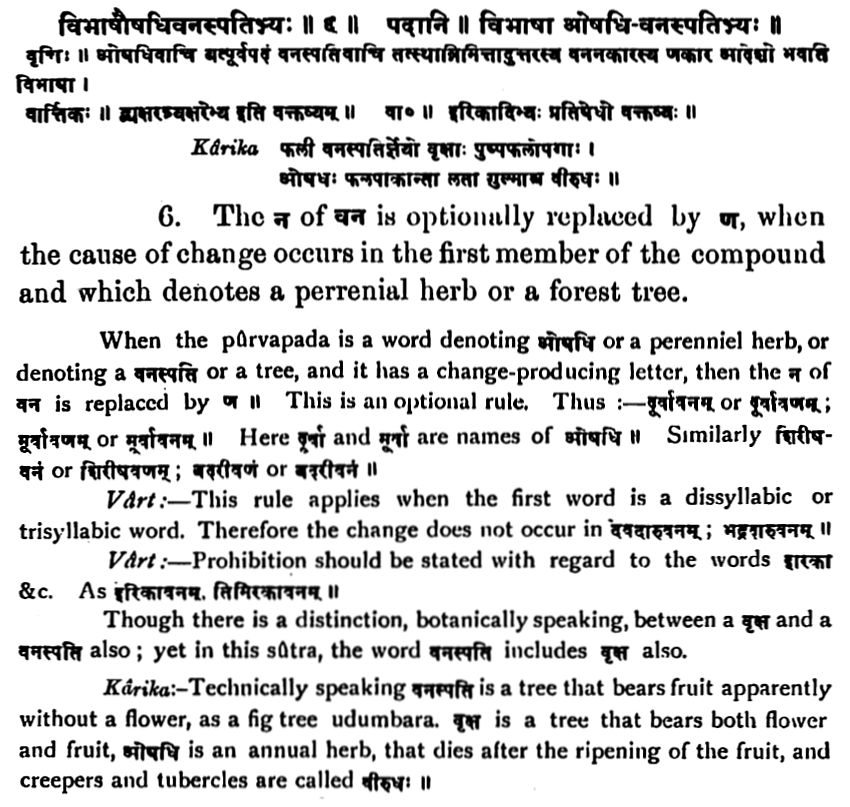 विभाषौषधिवनस्पतिभ्यः ॥ ६ ॥ पदानि ॥ विभाषा ओषधि-वनस्पतिभ्यः ॥
वृत्तिः ॥ ओषधिवाचि यत्पूर्वपदं वनस्पतिवाचि तत्स्थान्निमित्तादुत्तरस्य वननकारस्य णकार आदेशो भवति
विभाषा ।
वार्त्तिकः ॥ द्व्यक्षरत्र्यक्षरेभ्य इति वक्तव्यम् ॥ वा० ॥ इरिकादिभ्यः प्रतिषेधो वक्तव्यः ॥
Kârika फली वनस्पतिर्ज्ञेयो वृक्षाः पुष्पफलोपगाः ।
ओषधः फलपाकान्ता लता गुल्माश्च वीरुधः ॥
6. The न of वन is optionally replaced by ण, when
the cause of change occurs in the first member of the compound
and which denotes a perrenial herb or a forest tree.
When the pûrvapada is a word denoting ओषधि or a perenniel herb, or
denoting a वनस्पति or a tree, and it has a change-producing letter, then the न of
वन is replaced by ण ॥ This is an optional rule. Thus :—दूर्वावनम् or दूर्वावणम् ;
मूर्वावणम् or मूर्वावनम् ॥ Here दूर्वा and मूर्वा are names of ओषधि ॥ Similarly शिरीष-
वनं or शिरीषवणम् ; बदरीवणं or बदरीवनं ॥
Vârt :—This rule applies when the first word is a dissyllabic or
trisyllabic word. Therefore the change does not occur in देवदारुवनम् ; भद्रदारुवनम् ॥
Vârt :—Prohibition should be stated with regard to the words
&c. As इरिकावनम्, तिमिरकावनम् ॥
Though there is a distinction, botanically speaking, between a वृक्ष and a
वनस्पति also ; yet in this sûtra, the word वनस्पति includes वृक्ष also.
Kârika:–Technically speaking वनस्पति is a tree that bears fruit apparently
without a flower, as a fig tree udumbara. वृक्ष is a tree that bears both flower
and fruit, ओषधि is an annual herb, that dies after the ripening of the fruit, and
creepers and tubercles are called वीरुधः ॥